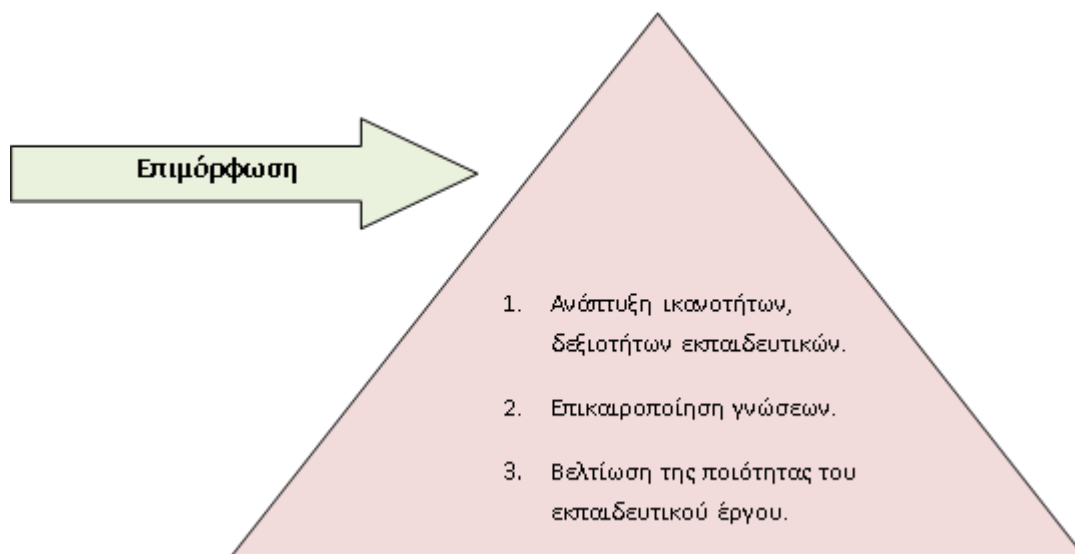 Επιμόρφωση
1. Ανάπτυξη ικανοτήτων,
δεξιοτήτων εκπαιδευτικών.
2. Επικαιροποίηση γνώσεων.
3. Βελτίωση της ποιότητας του
εκπαιδευτικού έργου.